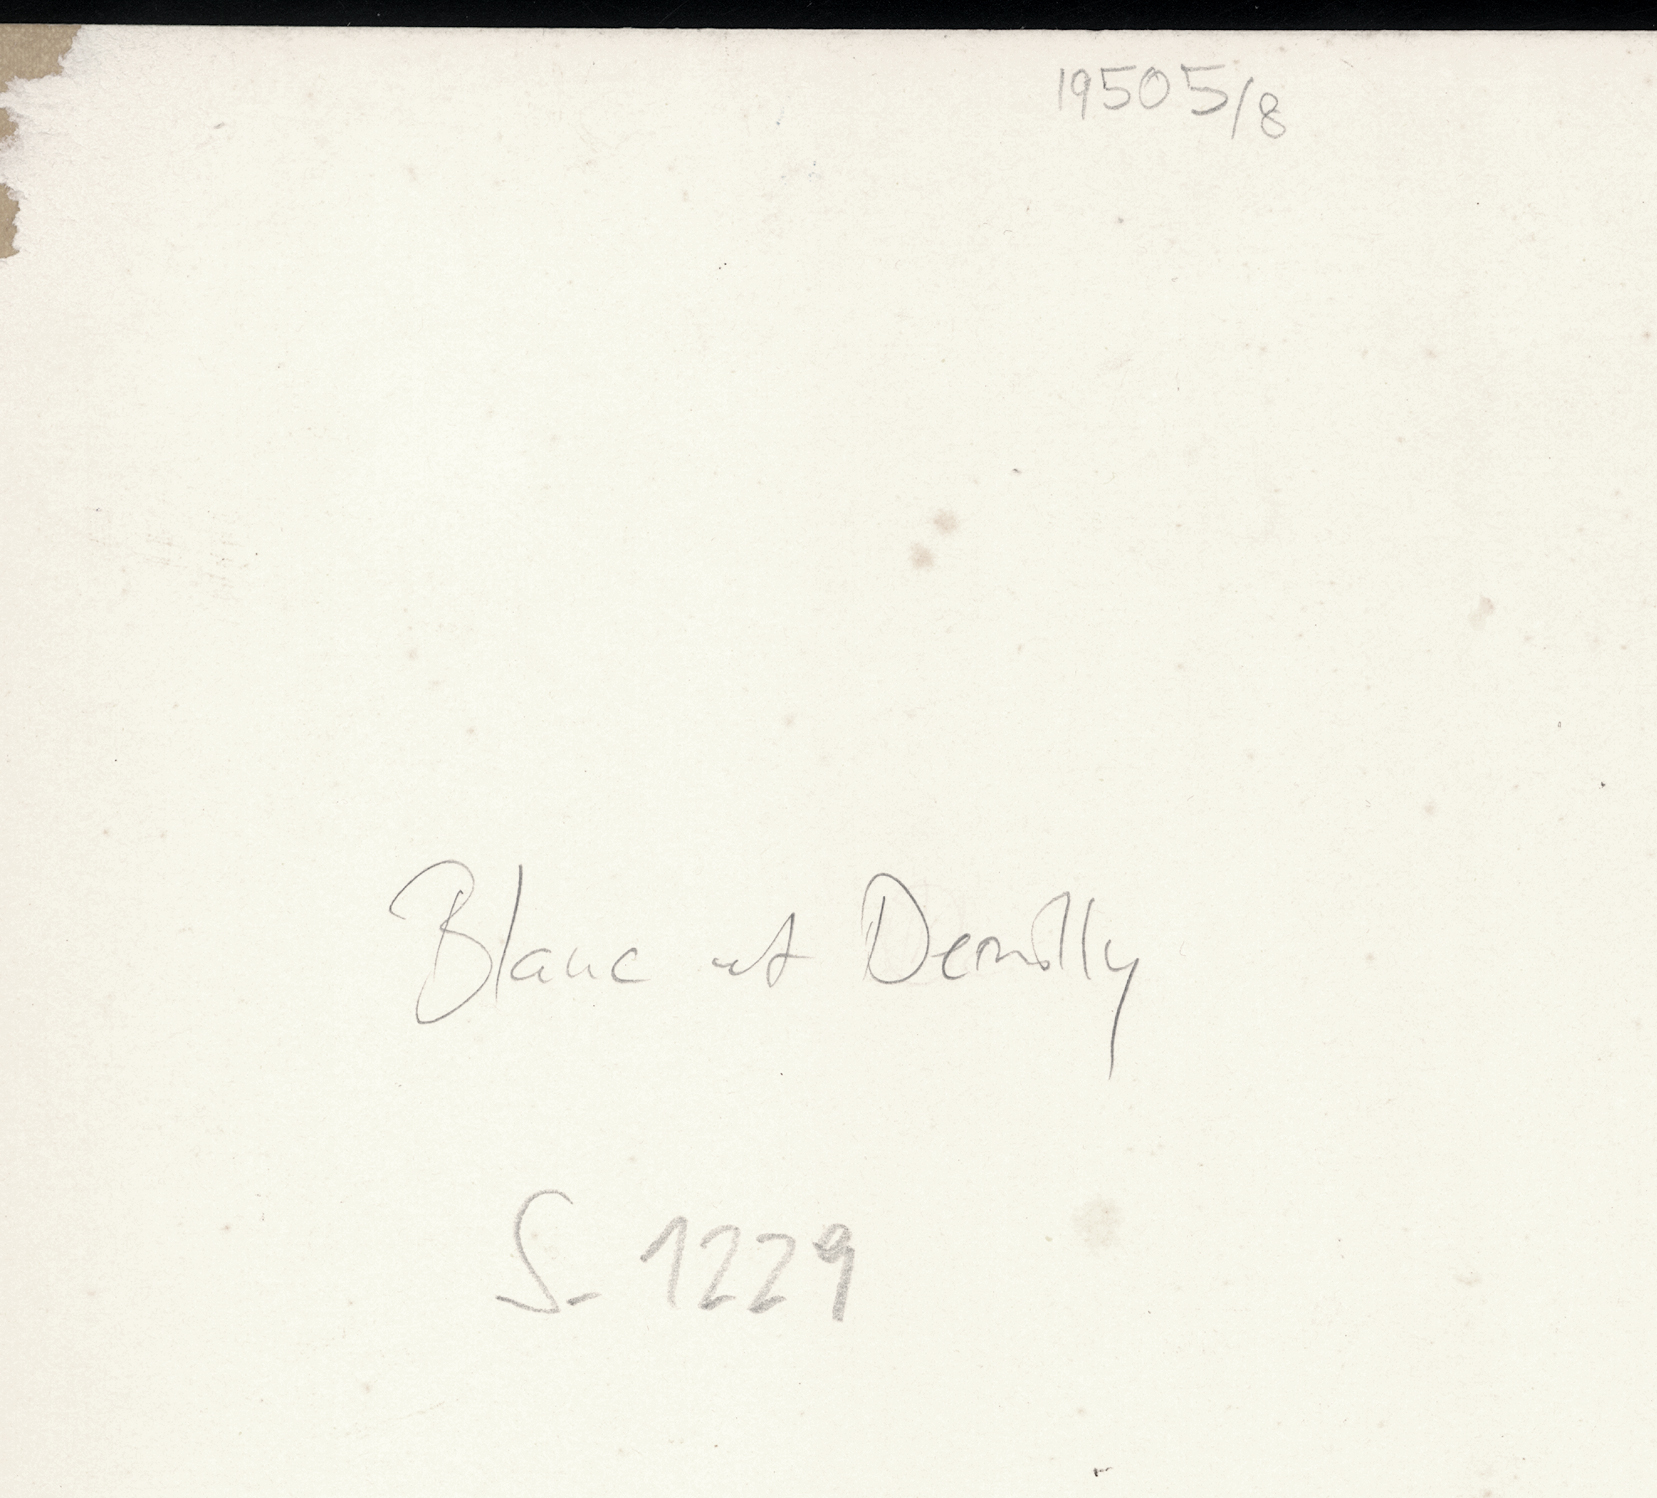 19505/8
Blanc et Demilly
S- 1229